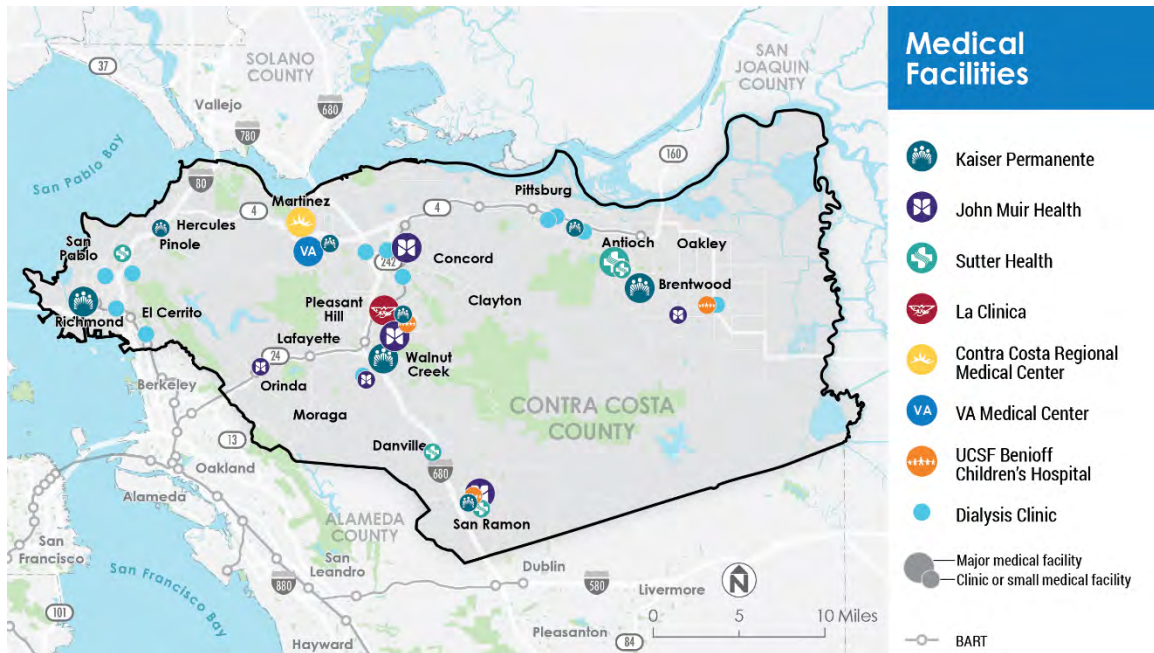 SOLANO
COUNTY
SAN
JOAQUIN
COUNTY
37
Vallejo
680
780
160
San Pablo Bay
80
Martinez
4
Pittsburg
4
Hercules
Pinole
San
Pablo
VA
242
Concord
Antioch
Oakley
Brentwood
Richmond
El Cerrito
Pleasant
Hill
Clayton
Lafayette
24
Walnut
Creek
Orinda
Berkeley
Moraga
CONTRA COSTA
COUNTY
13
Danville
680
Oakland
Alameda
San Ramon
ALAMEDA
COUNTY
San
Francisco
San
Leandro
Dublin
880
580
Livermore
N
San Francisco Bay
101
0 5 10 Miles
Hayward
Pleasanton
84
Medical
Facilities
Kaiser Permanente
John Muir Health
Sutter Health
La Clinica
Contra Costa Regional
Medical Center
VA
VA Medical Center
UCSF Benioff
Children's Hospital
Dialysis Clinic
Major medical facility
Clinic or small medical facility
BART